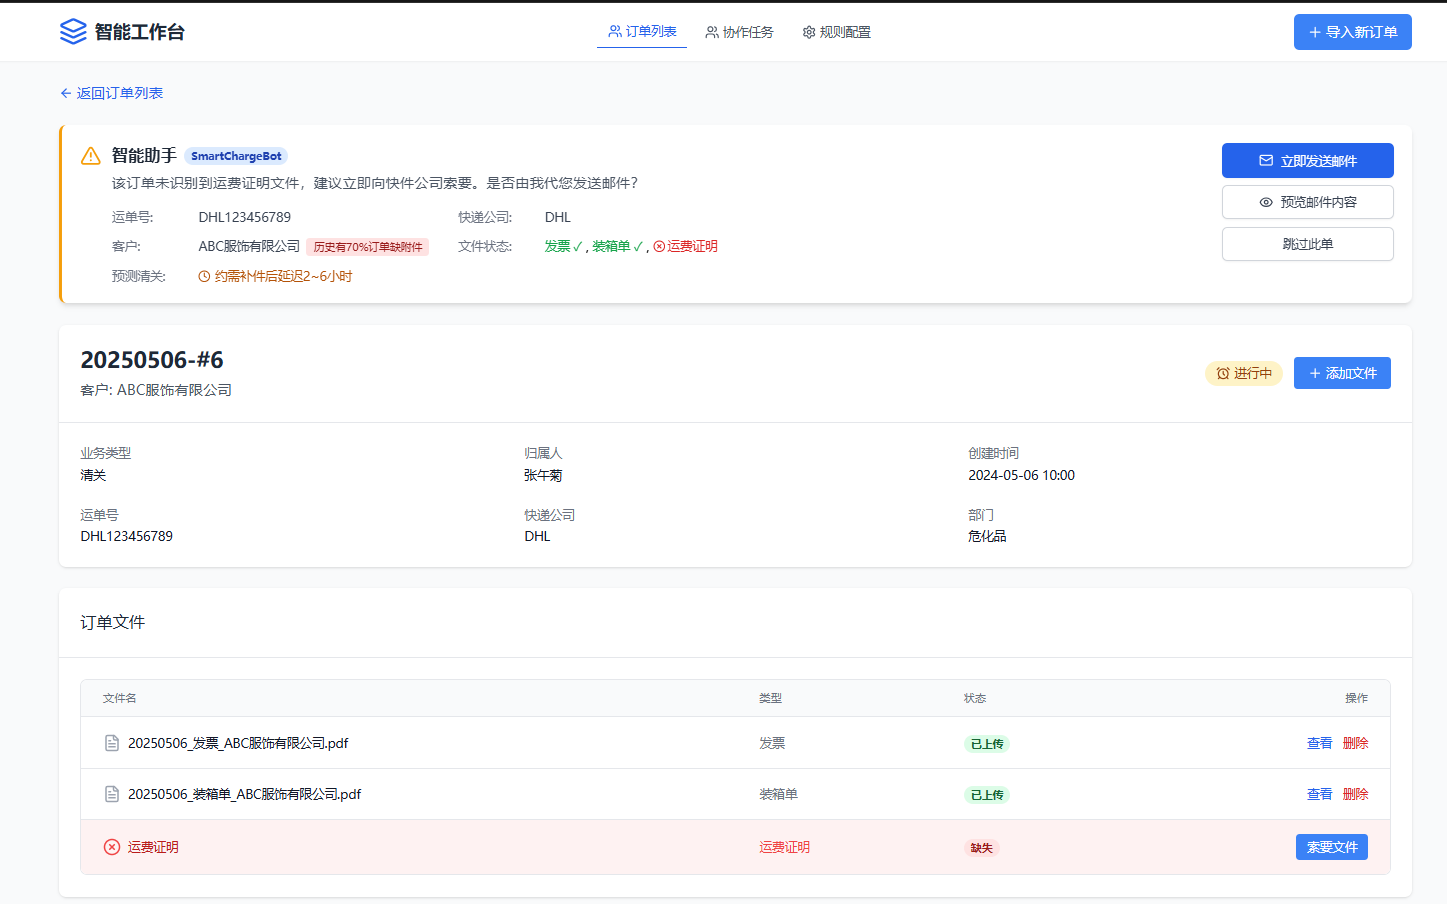 智能工作台
订单列表
协作任务
规则配置
+ 导入新订单
← 返回订单列表
智能助手 SmartChargeBot
该订单未识别到运费证明文件，建议立即向快件公司索要。是否由我代您发送邮件？
运单号: DHL123456789 快递公司: DHL
客户: ABC服饰有限公司 历史有70%订单缺附件 文件状态: 发票✓, 装箱单✓, 运费证明
预测清关: 约需补件后延迟2~6小时
立即发送邮件
预览邮件内容
跳过此单
20250506-#6
客户: ABC服饰有限公司
进行中
+ 添加文件
业务类型
清关
归属人
张午菊
创建时间
2024-05-06 10:00
运单号
DHL123456789
快递公司
DHL
部门
危化品
订单文件
文件名 类型 状态 操作
20250506_发票_ABC服饰有限公司.pdf 发票 已上传 查看 删除
20250506_装箱单_ABC服饰有限公司.pdf 装箱单 已上传 查看 删除
运费证明 运费证明 缺失 索要文件